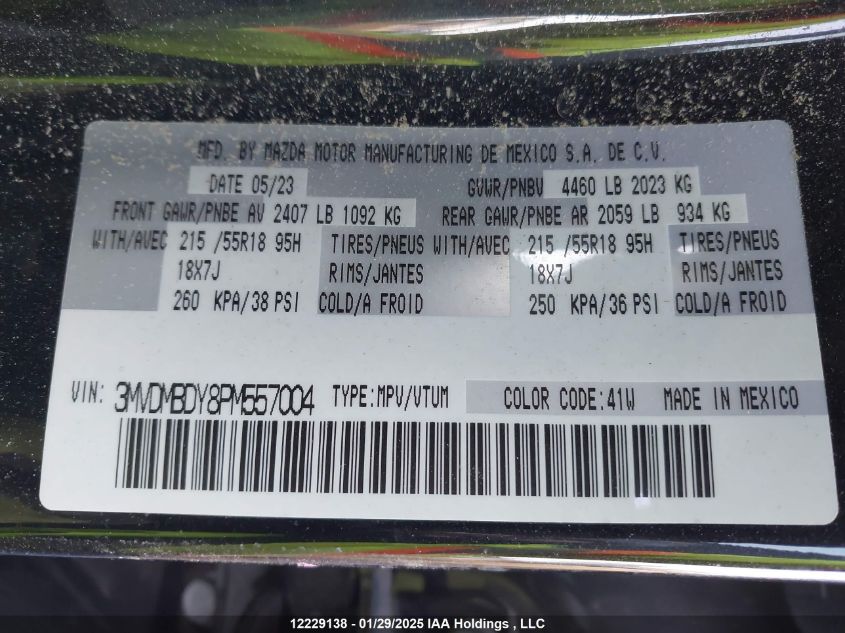 MFD. BY MAZDA MOTOR MANUFACTURING DE MEXICO S.A. DE C.V.
DATE 05/23 GVWR/PNBV 4460 LB 2023 KG
FRONT GAWR/PNBE AV 2407 LB 1092 KG REAR GAWR/PNBE AR 2059 LB 934 KG
WITH/AVEC 215 /55R18 95H TIRES/PNEUS WITH/AVEC 215 /55R18 95H TIRES/PNEUS
18X7J RIMS/JANTES 18X7J RIMS/JANTES
260 KPA/38 PSI COLD/A FROID 250 KPA/36 PSI COLD/A FROID
VIN: 3MVDMBDY8PM557004 TYPE:MPV/VTUM COLOR CODE:41W MADE IN MEXICO
12229138 - 01/29/2025 IAA Holdings , LLC